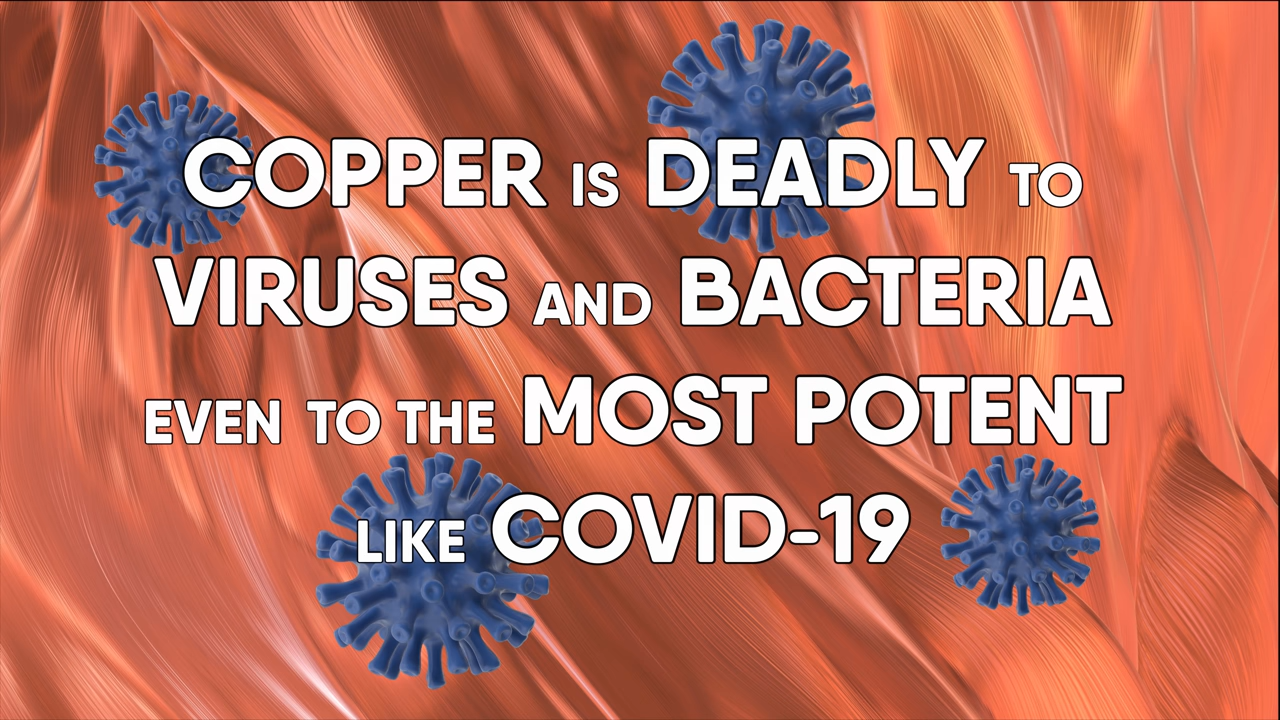 COPPER IS DEADLY TO
VIRUSES AND BACTERIA
EVEN TO THE MOST POTENT
LIKE COVID-19